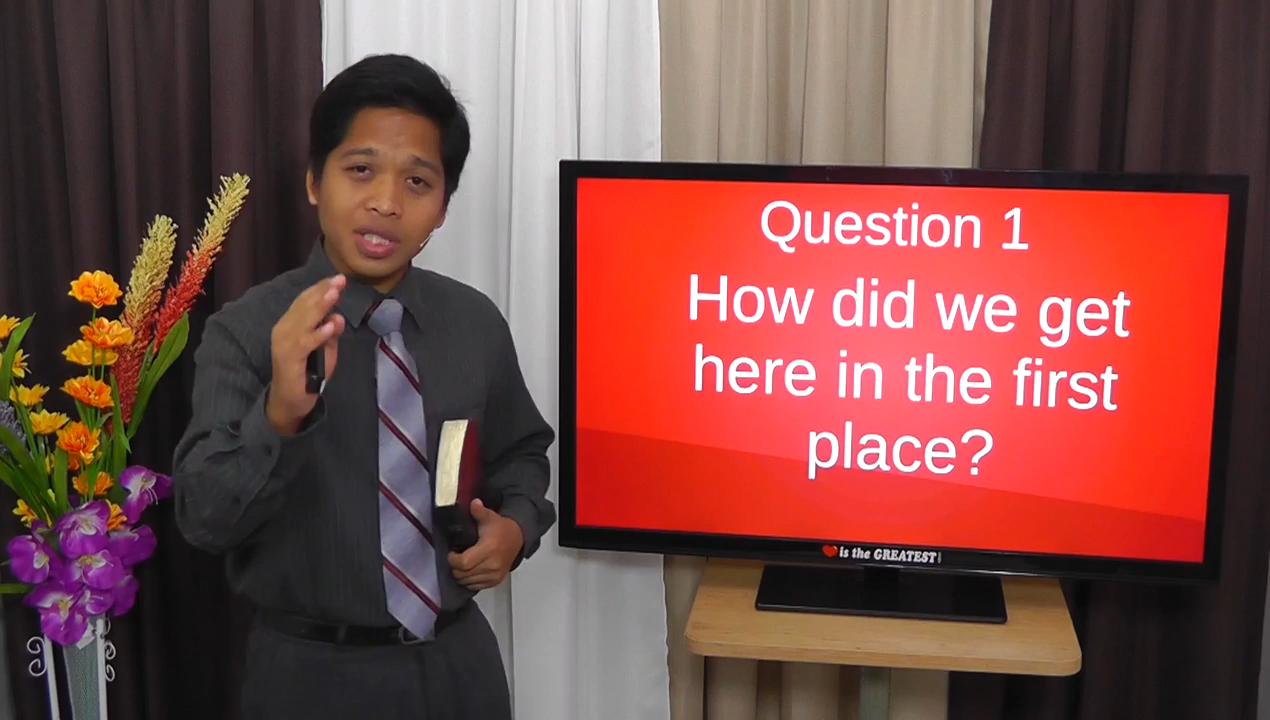 Question 1
How did we get
here in the first
place?
is the GREATEST